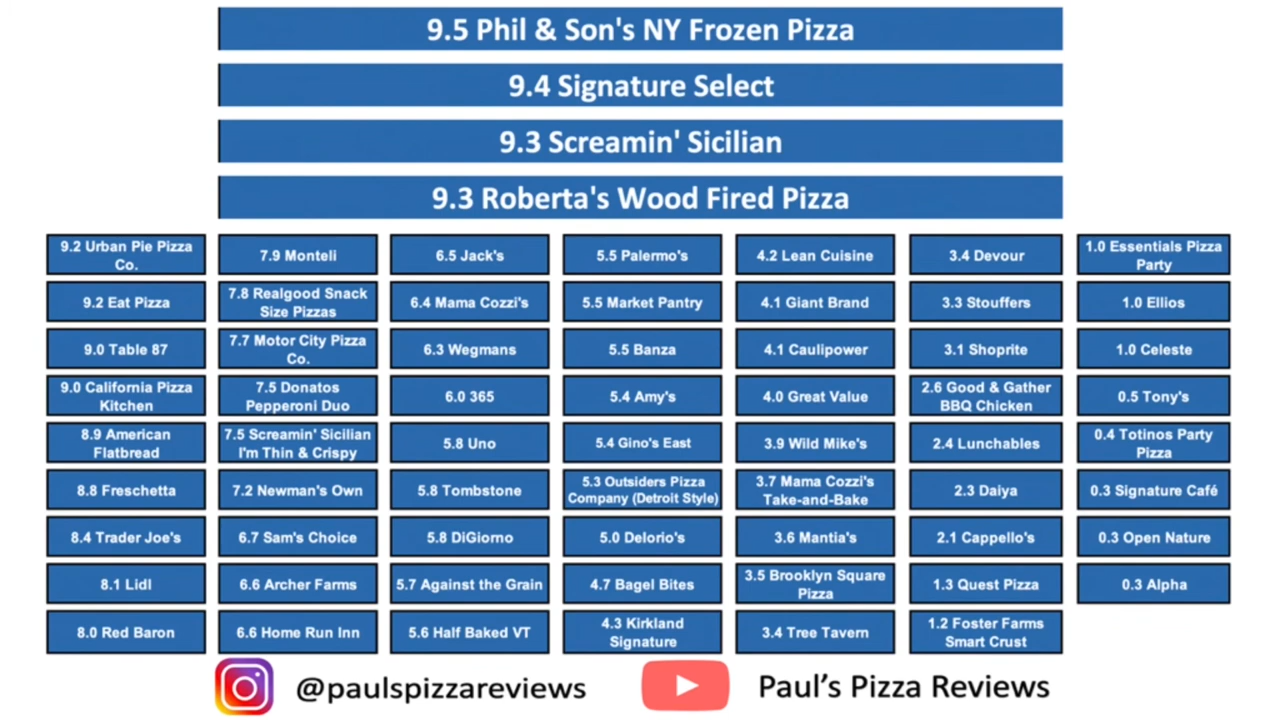 9.5 Phil & Son's NY Frozen Pizza
9.4 Signature Select
9.3 Screamin' Sicilian
9.3 Roberta's Wood Fired Pizza
9.2 Urban Pie Pizza
Co.
9.2 Eat Pizza
9.0 Table 87
9.0 California Pizza
Kitchen
8.9 American
Flatbread
8.8 Freschetta
8.4 Trader Joe's
8.1 Lidl
8.0 Red Baron
7.9 Monteli
7.8 Realgood Snack
Size Pizzas
7.7 Motor City Pizza
Co.
7.5 Donatos
Pepperoni Duo
7.5 Screamin' Sicilian
I'm Thin & Crispy
7.2 Newman's Own
6.7 Sam's Choice
6.6 Archer Farms
6.6 Home Run Inn
6.5 Jack's
6.4 Mama Cozzi's
6.3 Wegmans
6.0 365
5.8 Uno
5.8 Tombstone
5.8 DiGiorno
5.7 Against the Grain
5.6 Half Baked VT
5.5 Palermo's
5.5 Market Pantry
5.5 Banza
5.4 Amy's
5.4 Gino's East
5.3 Outsiders Pizza
Company (Detroit Style)
5.0 Delorio's
4.7 Bagel Bites
4.3 Kirkland
Signature
4.2 Lean Cuisine
4.1 Giant Brand
4.1 Caulipower
4.0 Great Value
3.9 Wild Mike's
3.7 Mama Cozzi's
Take-and-Bake
3.6 Mantia's
3.5 Brooklyn Square
Pizza
3.4 Tree Tavern
3.4 Devour
3.3 Stouffers
3.1 Shoprite
2.6 Good & Gather
BBQ Chicken
2.4 Lunchables
2.3 Daiya
2.1 Cappello's
1.3 Quest Pizza
1.2 Foster Farms
Smart Crust
1.0 Essentials Pizza
Party
1.0 Ellios
1.0 Celeste
0.5 Tony's
0.4 Totinos Party
Pizza
0.3 Signature Café
0.3 Open Nature
0.3 Alpha
@paulspizzareviews
Paul's Pizza Reviews